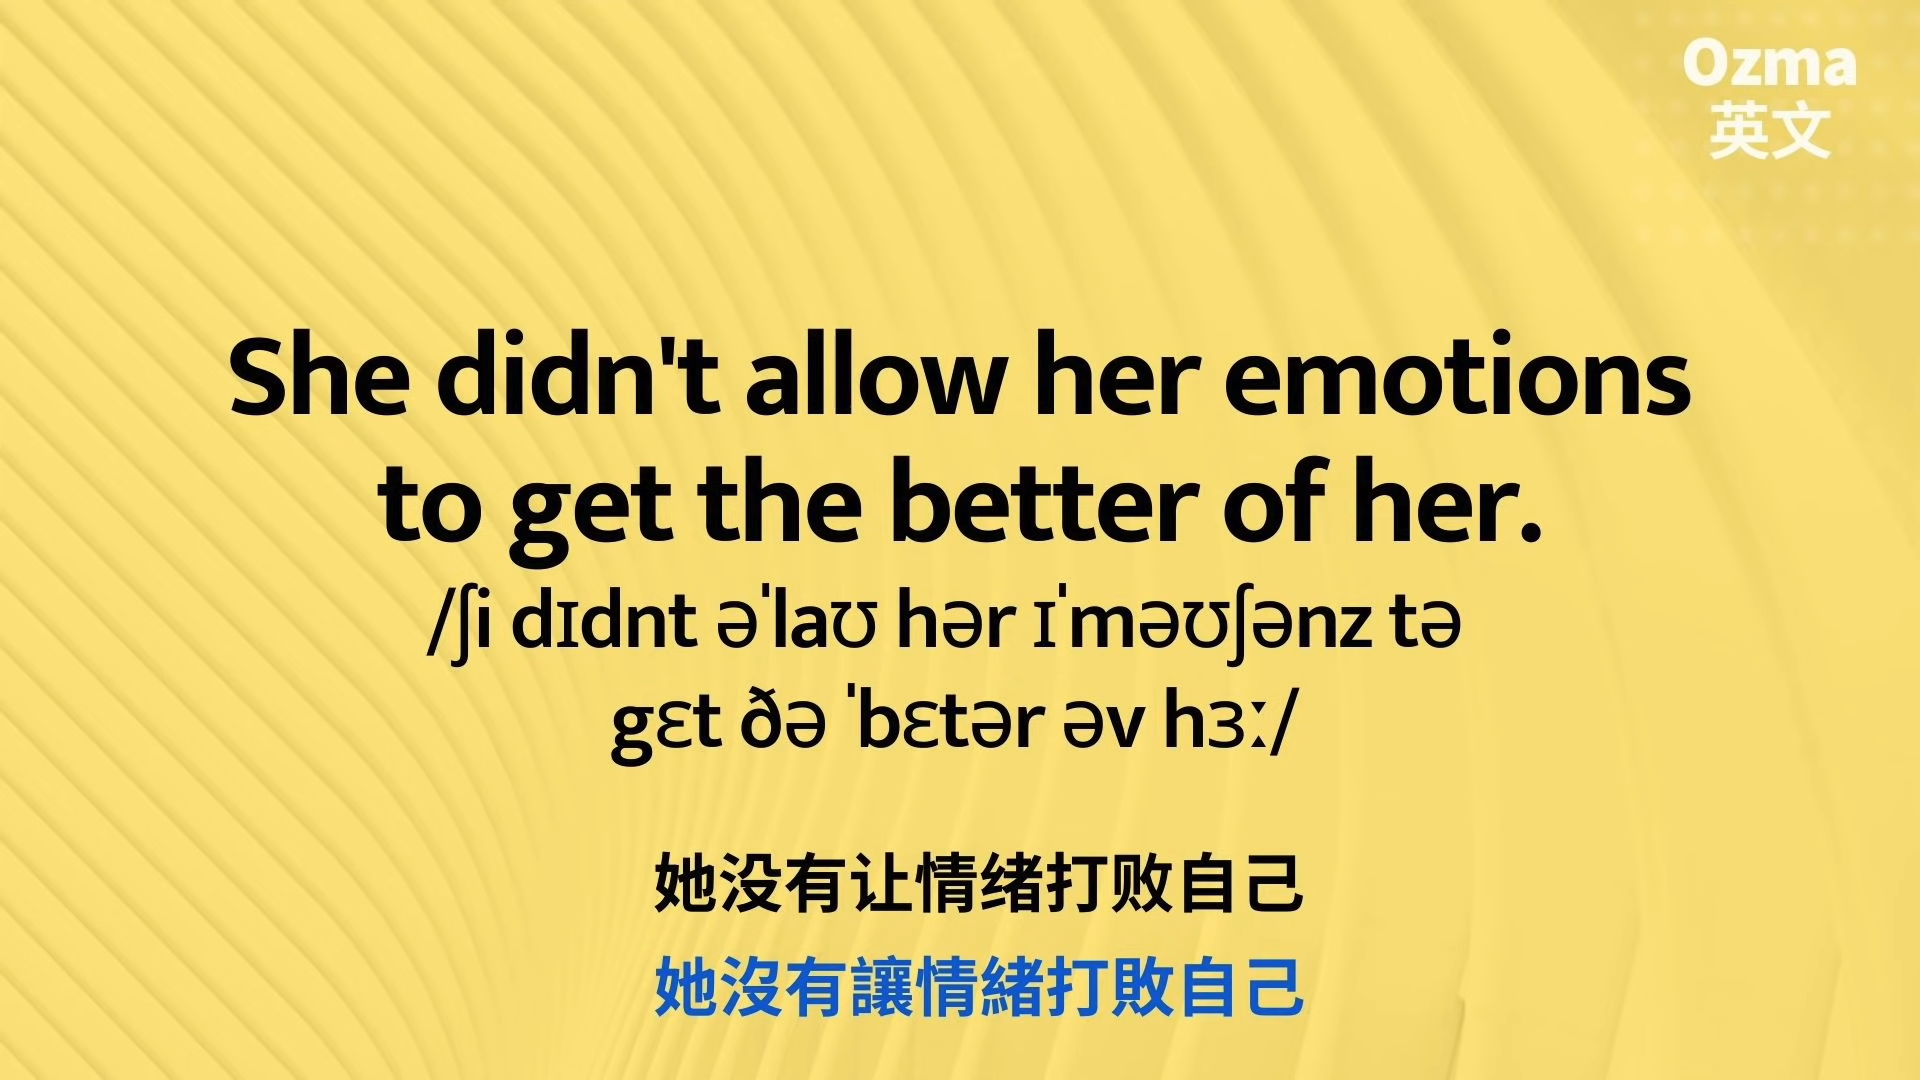 Ozma
英文
She didn't allow her emotions
to get the better of her.
/ʃi dɪdnt əˈlaʊ hər ɪˈməʊʃənz tə
gɛt ðə ˈbɛtər əv hɜː/
她没有让情绪打败自己
她沒有讓情緒打敗自己